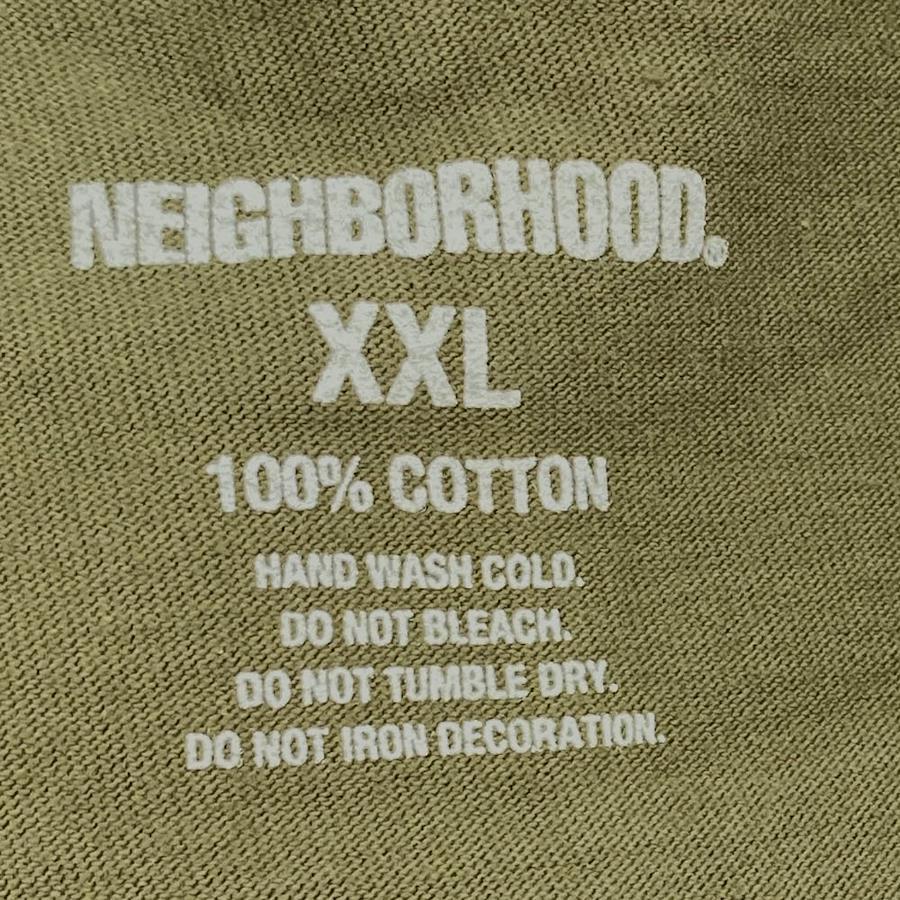 NEIGHBORHOOD®
XXL
100% COTTON
HAND WASH COLD.
DO NOT BLEACH.
DO NOT TUMBLE DRY.
DO NOT IRON DECORATION.